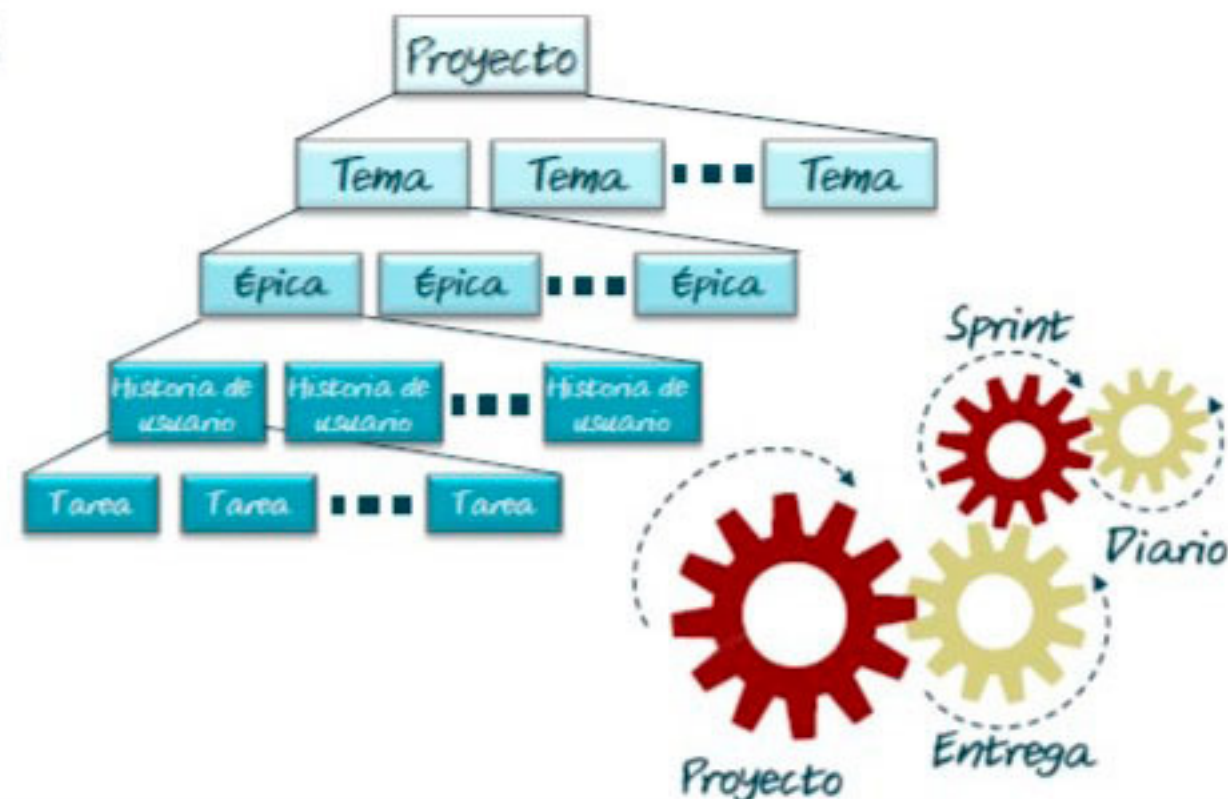 Proyecto
Tema Tema Tema
Épica Épica Épica
Historia de usuario Historia de usuario Historia de usuario
Tarea Tarea Tarea
Sprint
Diario
Entrega
Proyecto